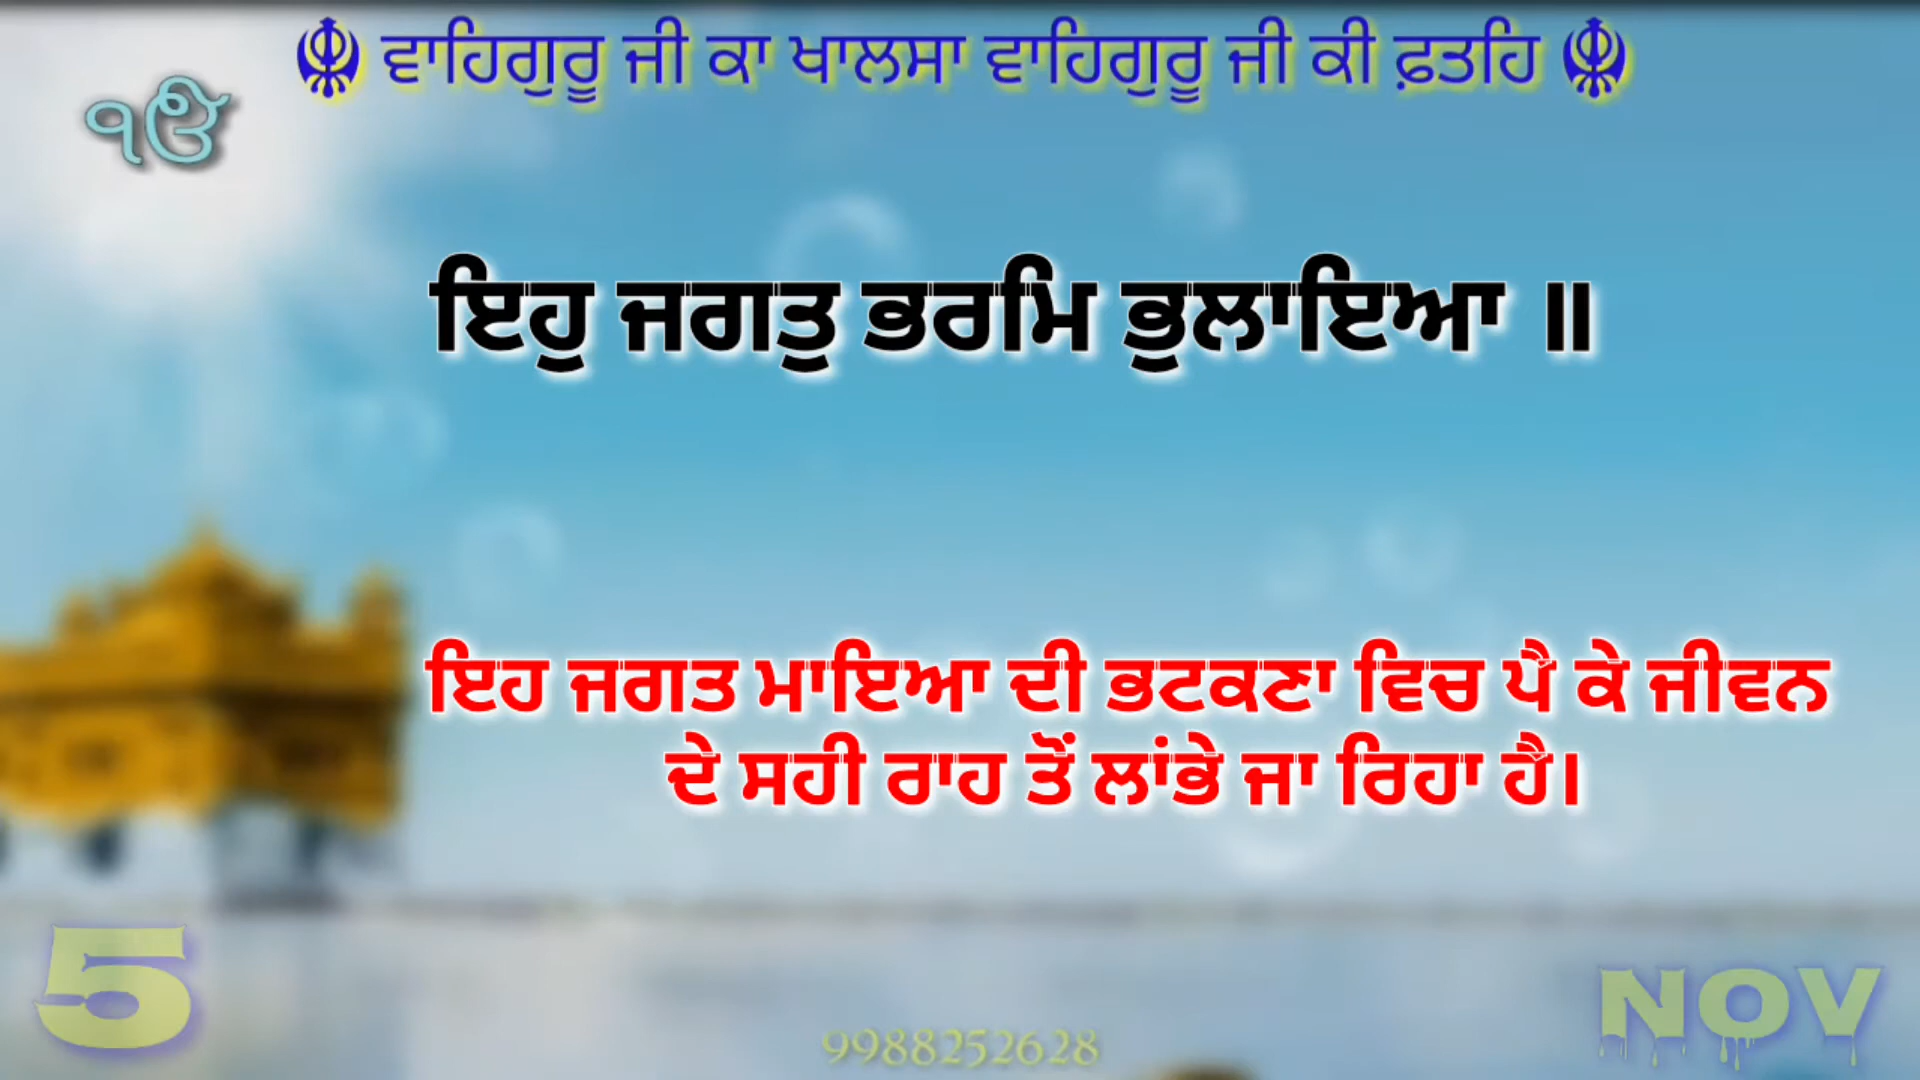 ☬ ਵਾਹਿਗੁਰੂ ਜੀ ਕਾ ਖਾਲਸਾ ਵਾਹਿਗੁਰੂ ਜੀ ਕੀ ਫ਼ਤਹਿ ☬
ੴ
ਇਹੁ ਜਗਤੁ ਭਰਮਿ ਭੁਲਾਇਆ ॥
ਇਹ ਜਗਤ ਮਾਇਆ ਦੀ ਭਟਕਣਾ ਵਿਚ ਪੈ ਕੇ ਜੀਵਨ
ਦੇ ਸਹੀ ਰਾਹ ਤੋਂ ਲਾਂਭੇ ਜਾ ਰਿਹਾ ਹੈ।
5
NOV
9988252628